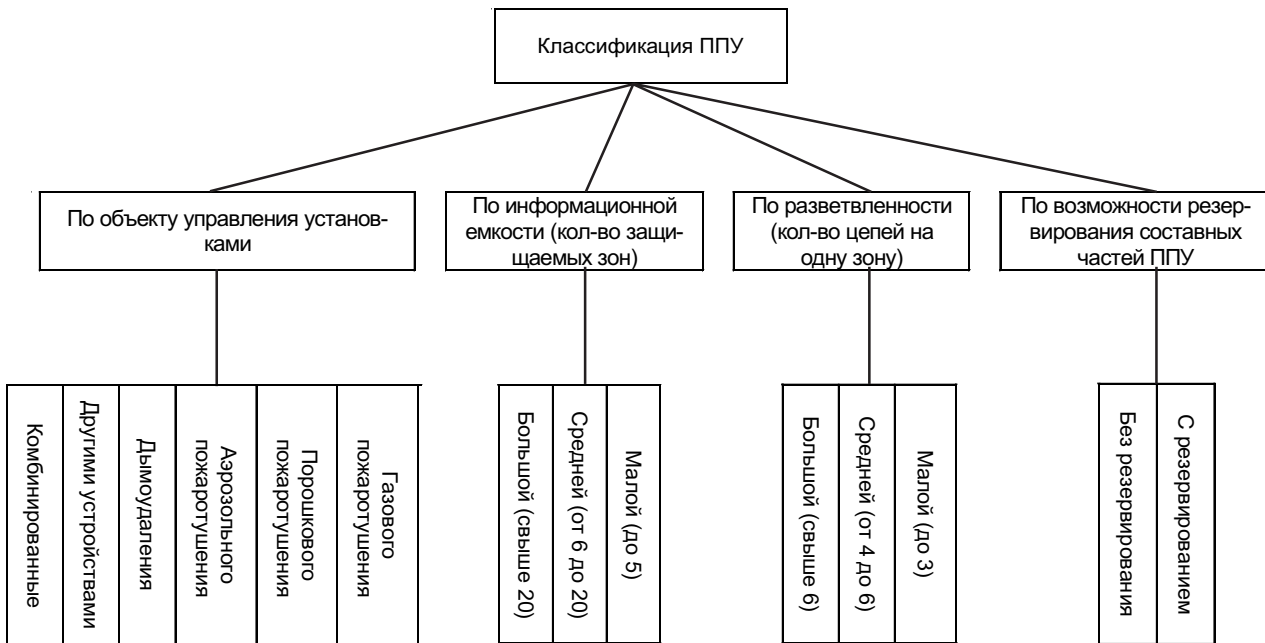 Классификация ППУ
По объекту управления установ-
ками
По информационной
емкости (кол-во защи-
щаемых зон)
По разветвленности
(кол-во цепей на
одну зону)
По возможности резер-
вирования составных
частей ППУ
Комбинированные
Другими устройствами
Дымоудаления
Аэрозольного
пожаротушения
Порошкового
пожаротушения
Газового
пожаротушения
Большой (свыше 20)
Средней (от 6 до 20)
Малой (до 5)
Большой (свыше 6)
Средней (от 4 до 6)
Малой (до 3)
Без резервирования
С резервированием